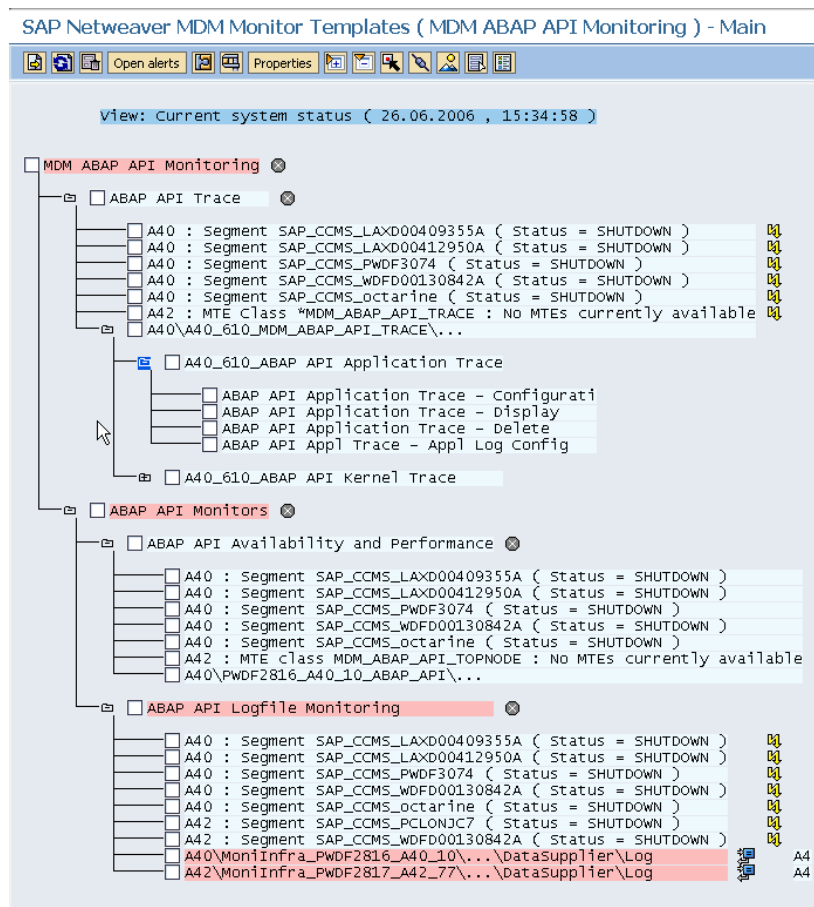 SAP Netweaver MDM Monitor Templates ( MDM ABAP API Monitoring ) - Main
Open alerts Properties
View: Current system status ( 26.06.2006 , 15:34:58 )
MDM ABAP API Monitoring
ABAP API Trace
A40 : Segment SAP_CCMS_LAXD00409355A ( Status = SHUTDOWN )
A40 : Segment SAP_CCMS_LAXD00412950A ( Status = SHUTDOWN )
A40 : Segment SAP_CCMS_PWDF3074 ( Status = SHUTDOWN )
A40 : Segment SAP_CCMS_WDFD00130842A ( Status = SHUTDOWN )
A40 : Segment SAP_CCMS_octarine ( Status = SHUTDOWN )
A42 : MTE Class *MDM_ABAP_API_TRACE : No MTEs currently available
A40\A40_610_MDM_ABAP_API_TRACE\...
A40_610_ABAP API Application Trace
ABAP API Application Trace - Configurati
ABAP API Application Trace - Display
ABAP API Application Trace - Delete
ABAP API Appl Trace - Appl Log Config
A40_610_ABAP API Kernel Trace
ABAP API Monitors
ABAP API Availability and Performance
A40 : Segment SAP_CCMS_LAXD00409355A ( Status = SHUTDOWN )
A40 : Segment SAP_CCMS_LAXD00412950A ( Status = SHUTDOWN )
A40 : Segment SAP_CCMS_PWDF3074 ( Status = SHUTDOWN )
A40 : Segment SAP_CCMS_WDFD00130842A ( Status = SHUTDOWN )
A40 : Segment SAP_CCMS_octarine ( Status = SHUTDOWN )
A42 : MTE class MDM_ABAP_API_TOPNODE : No MTEs currently available
A40\PWDF2816_A40_10_ABAP_API\...
ABAP API Logfile Monitoring
A40 : Segment SAP_CCMS_LAXD00409355A ( Status = SHUTDOWN )
A40 : Segment SAP_CCMS_LAXD00412950A ( Status = SHUTDOWN )
A40 : Segment SAP_CCMS_PWDF3074 ( Status = SHUTDOWN )
A40 : Segment SAP_CCMS_WDFD00130842A ( Status = SHUTDOWN )
A40 : Segment SAP_CCMS_octarine ( Status = SHUTDOWN )
A42 : Segment SAP_CCMS_PCLONJC7 ( Status = SHUTDOWN )
A42 : Segment SAP_CCMS_WDFD00130842A ( Status = SHUTDOWN )
A40\MoniInfra_PWDF2816_A40_10\...\DataSupplier\Log A4
A42\MoniInfra_PWDF2817_A42_77\...\DataSupplier\Log A4